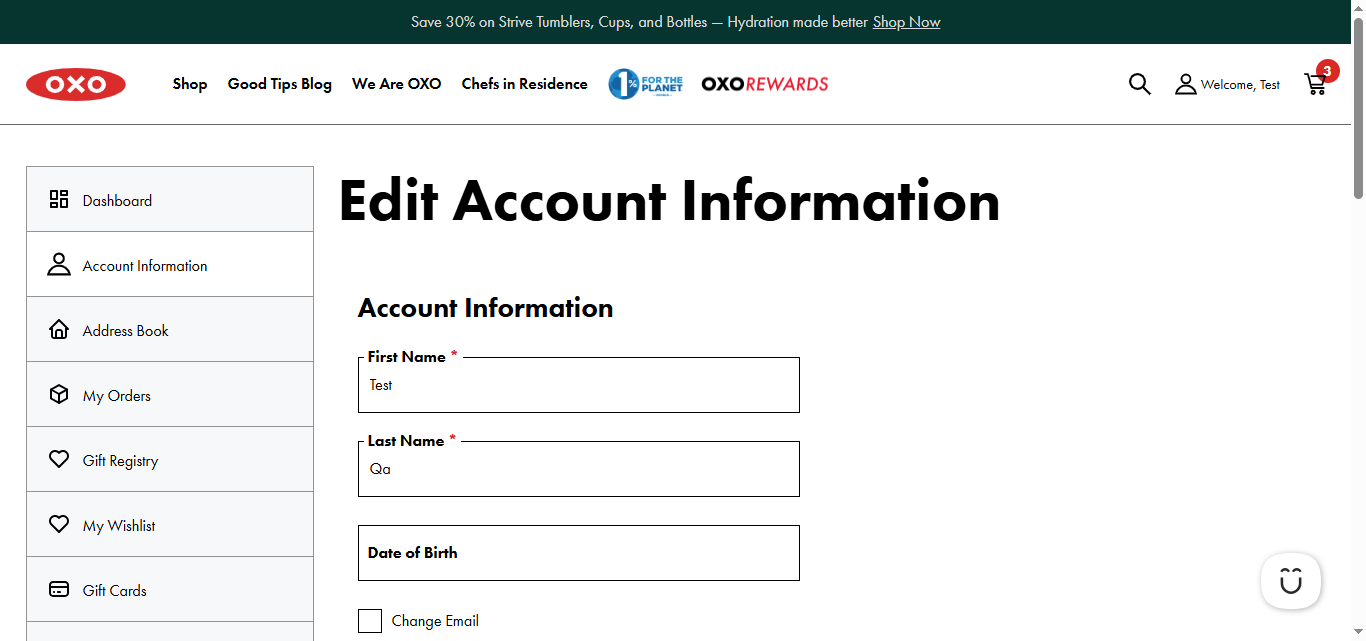 Save 30% on Strive Tumblers, Cups, and Bottles — Hydration made better Shop Now
OXO Shop Good Tips Blog We Are OXO Chefs in Residence 1% FOR THE PLANET OXOREWARDS Welcome, Test 3
Dashboard
Account Information
Address Book
My Orders
Gift Registry
My Wishlist
Gift Cards
Edit Account Information
Account Information
First Name *
Test
Last Name *
Qa
Date of Birth
Change Email